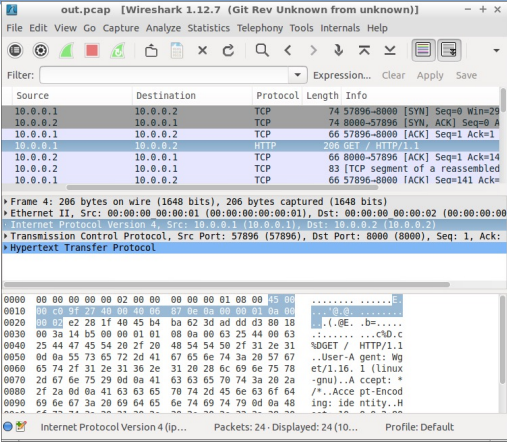 out.pcap [Wireshark 1.12.7 (Git Rev Unknown from unknown)]
File Edit View Go Capture Analyze Statistics Telephony Tools Internals Help
Filter: Expression... Clear Apply Save
Source Destination Protocol Length Info
10.0.0.1 10.0.0.2 TCP 74 57896→8000 [SYN] Seq=0 Win=29
10.0.0.2 10.0.0.1 TCP 74 8000→57896 [SYN, ACK] Seq=0 A
10.0.0.1 10.0.0.2 TCP 66 57896→8000 [ACK] Seq=1 Ack=1
10.0.0.1 10.0.0.2 HTTP 206 GET / HTTP/1.1
10.0.0.2 10.0.0.1 TCP 66 8000→57896 [ACK] Seq=1 Ack=14
10.0.0.2 10.0.0.1 TCP 83 [TCP segment of a reassembled
10.0.0.1 10.0.0.2 TCP 66 57896→8000 [ACK] Seq=141 Ack=
Frame 4: 206 bytes on wire (1648 bits), 206 bytes captured (1648 bits)
Ethernet II, Src: 00:00:00_00:00:01 (00:00:00:00:00:01), Dst: 00:00:00_00:00:02 (00:00:00:00
Internet Protocol Version 4, Src: 10.0.0.1 (10.0.0.1), Dst: 10.0.0.2 (10.0.0.2)
Transmission Control Protocol, Src Port: 57896 (57896), Dst Port: 8000 (8000), Seq: 1, Ack:
Hypertext Transfer Protocol
0000 00 00 00 00 00 02 00 00 00 00 00 01 08 00 45 00 ........ ......E.
0010 00 c0 9f 27 40 00 40 06 87 0e 0a 00 00 01 0a 00 ...'@.@. ........
0020 00 02 e2 28 1f 40 45 b4 ba 62 3d ad dd d3 80 18 ...(.@E. .b=.....
0030 00 3a 14 b5 00 00 01 01 08 0a 00 63 25 44 00 63 .:...... ...c%D.c
0040 25 44 47 45 54 20 2f 20 48 54 54 50 2f 31 2e 31 %DGET / HTTP/1.1
0050 0d 0a 55 73 65 72 2d 41 67 65 6e 74 3a 20 57 67 ..User-A gent: Wg
0060 65 74 2f 31 2e 31 36 2e 31 20 28 6c 69 6e 75 78 et/1.16. 1 (linux
0070 2d 67 6e 75 29 0d 0a 41 63 63 65 70 74 3a 20 2a -gnu)..A ccept: *
0080 2f 2a 0d 0a 41 63 63 65 70 74 2d 45 6e 63 6f 64 /*..Acce pt-Encod
0090 69 6e 67 3a 20 69 64 65 6e 74 69 74 79 0d 0a 48 ing: ide ntity..H
Internet Protocol Version 4 (ip... Packets: 24 · Displayed: 24 (10... Profile: Default